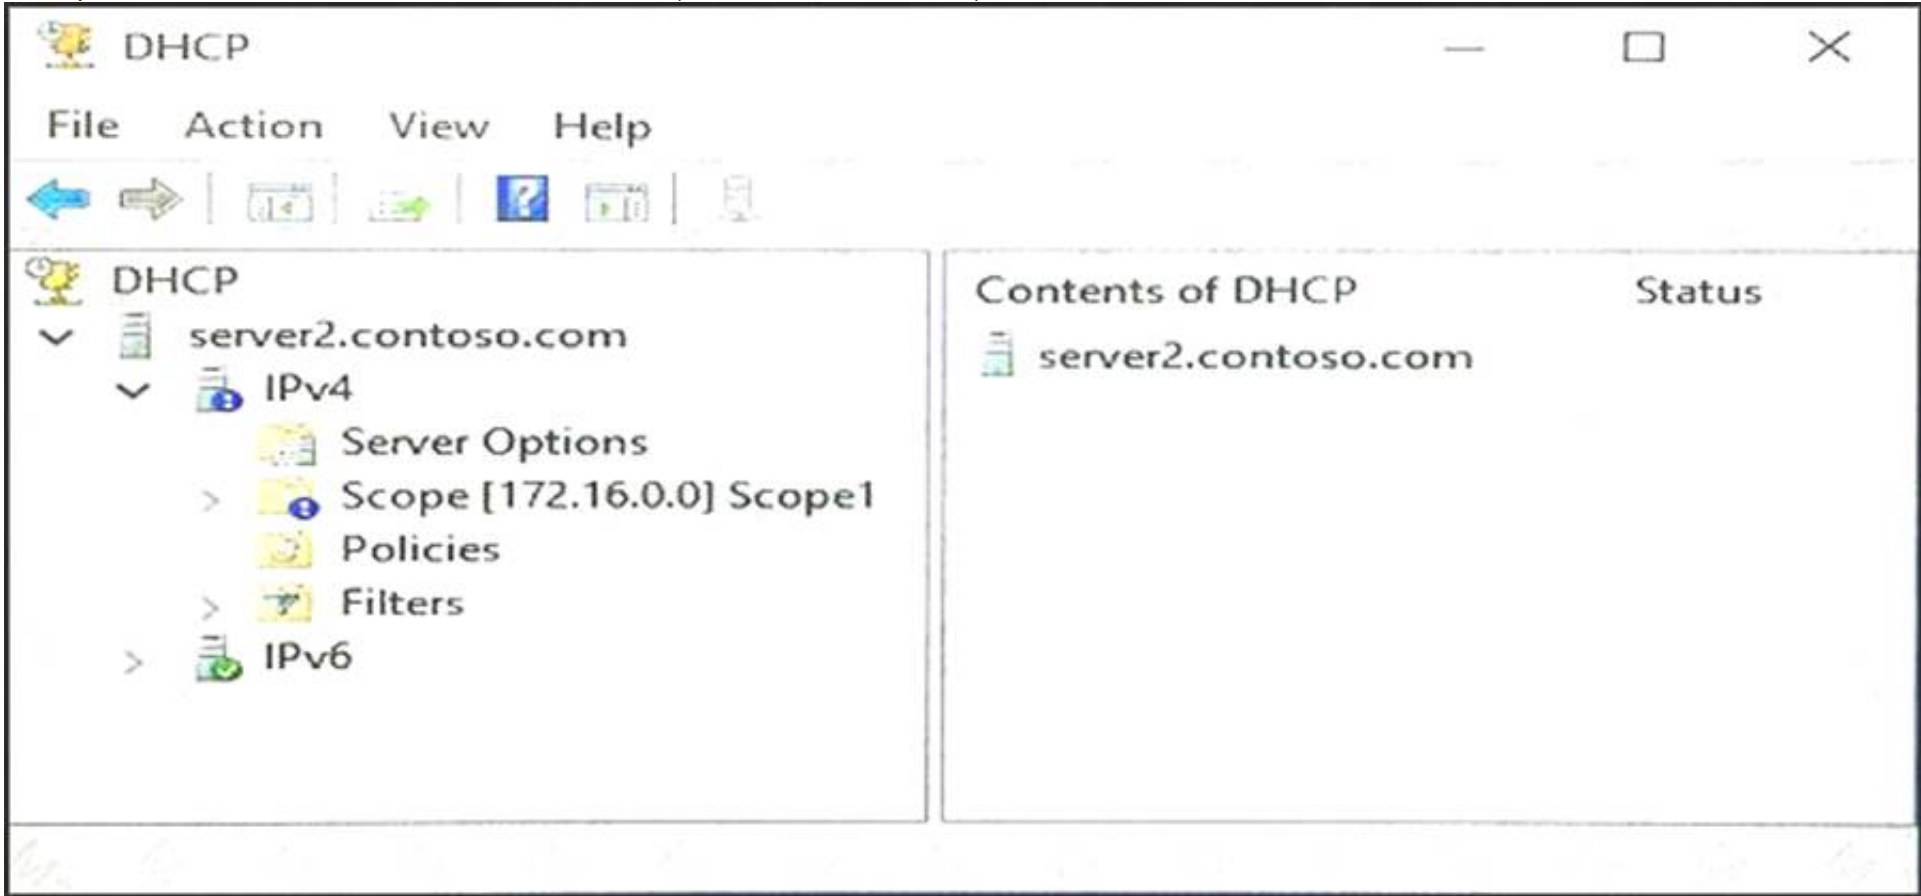 DHCP
File Action View Help
DHCP
server2.contoso.com
IPv4
Server Options
Scope [172.16.0.0] Scope1
Policies
Filters
IPv6
Contents of DHCP Status
server2.contoso.com